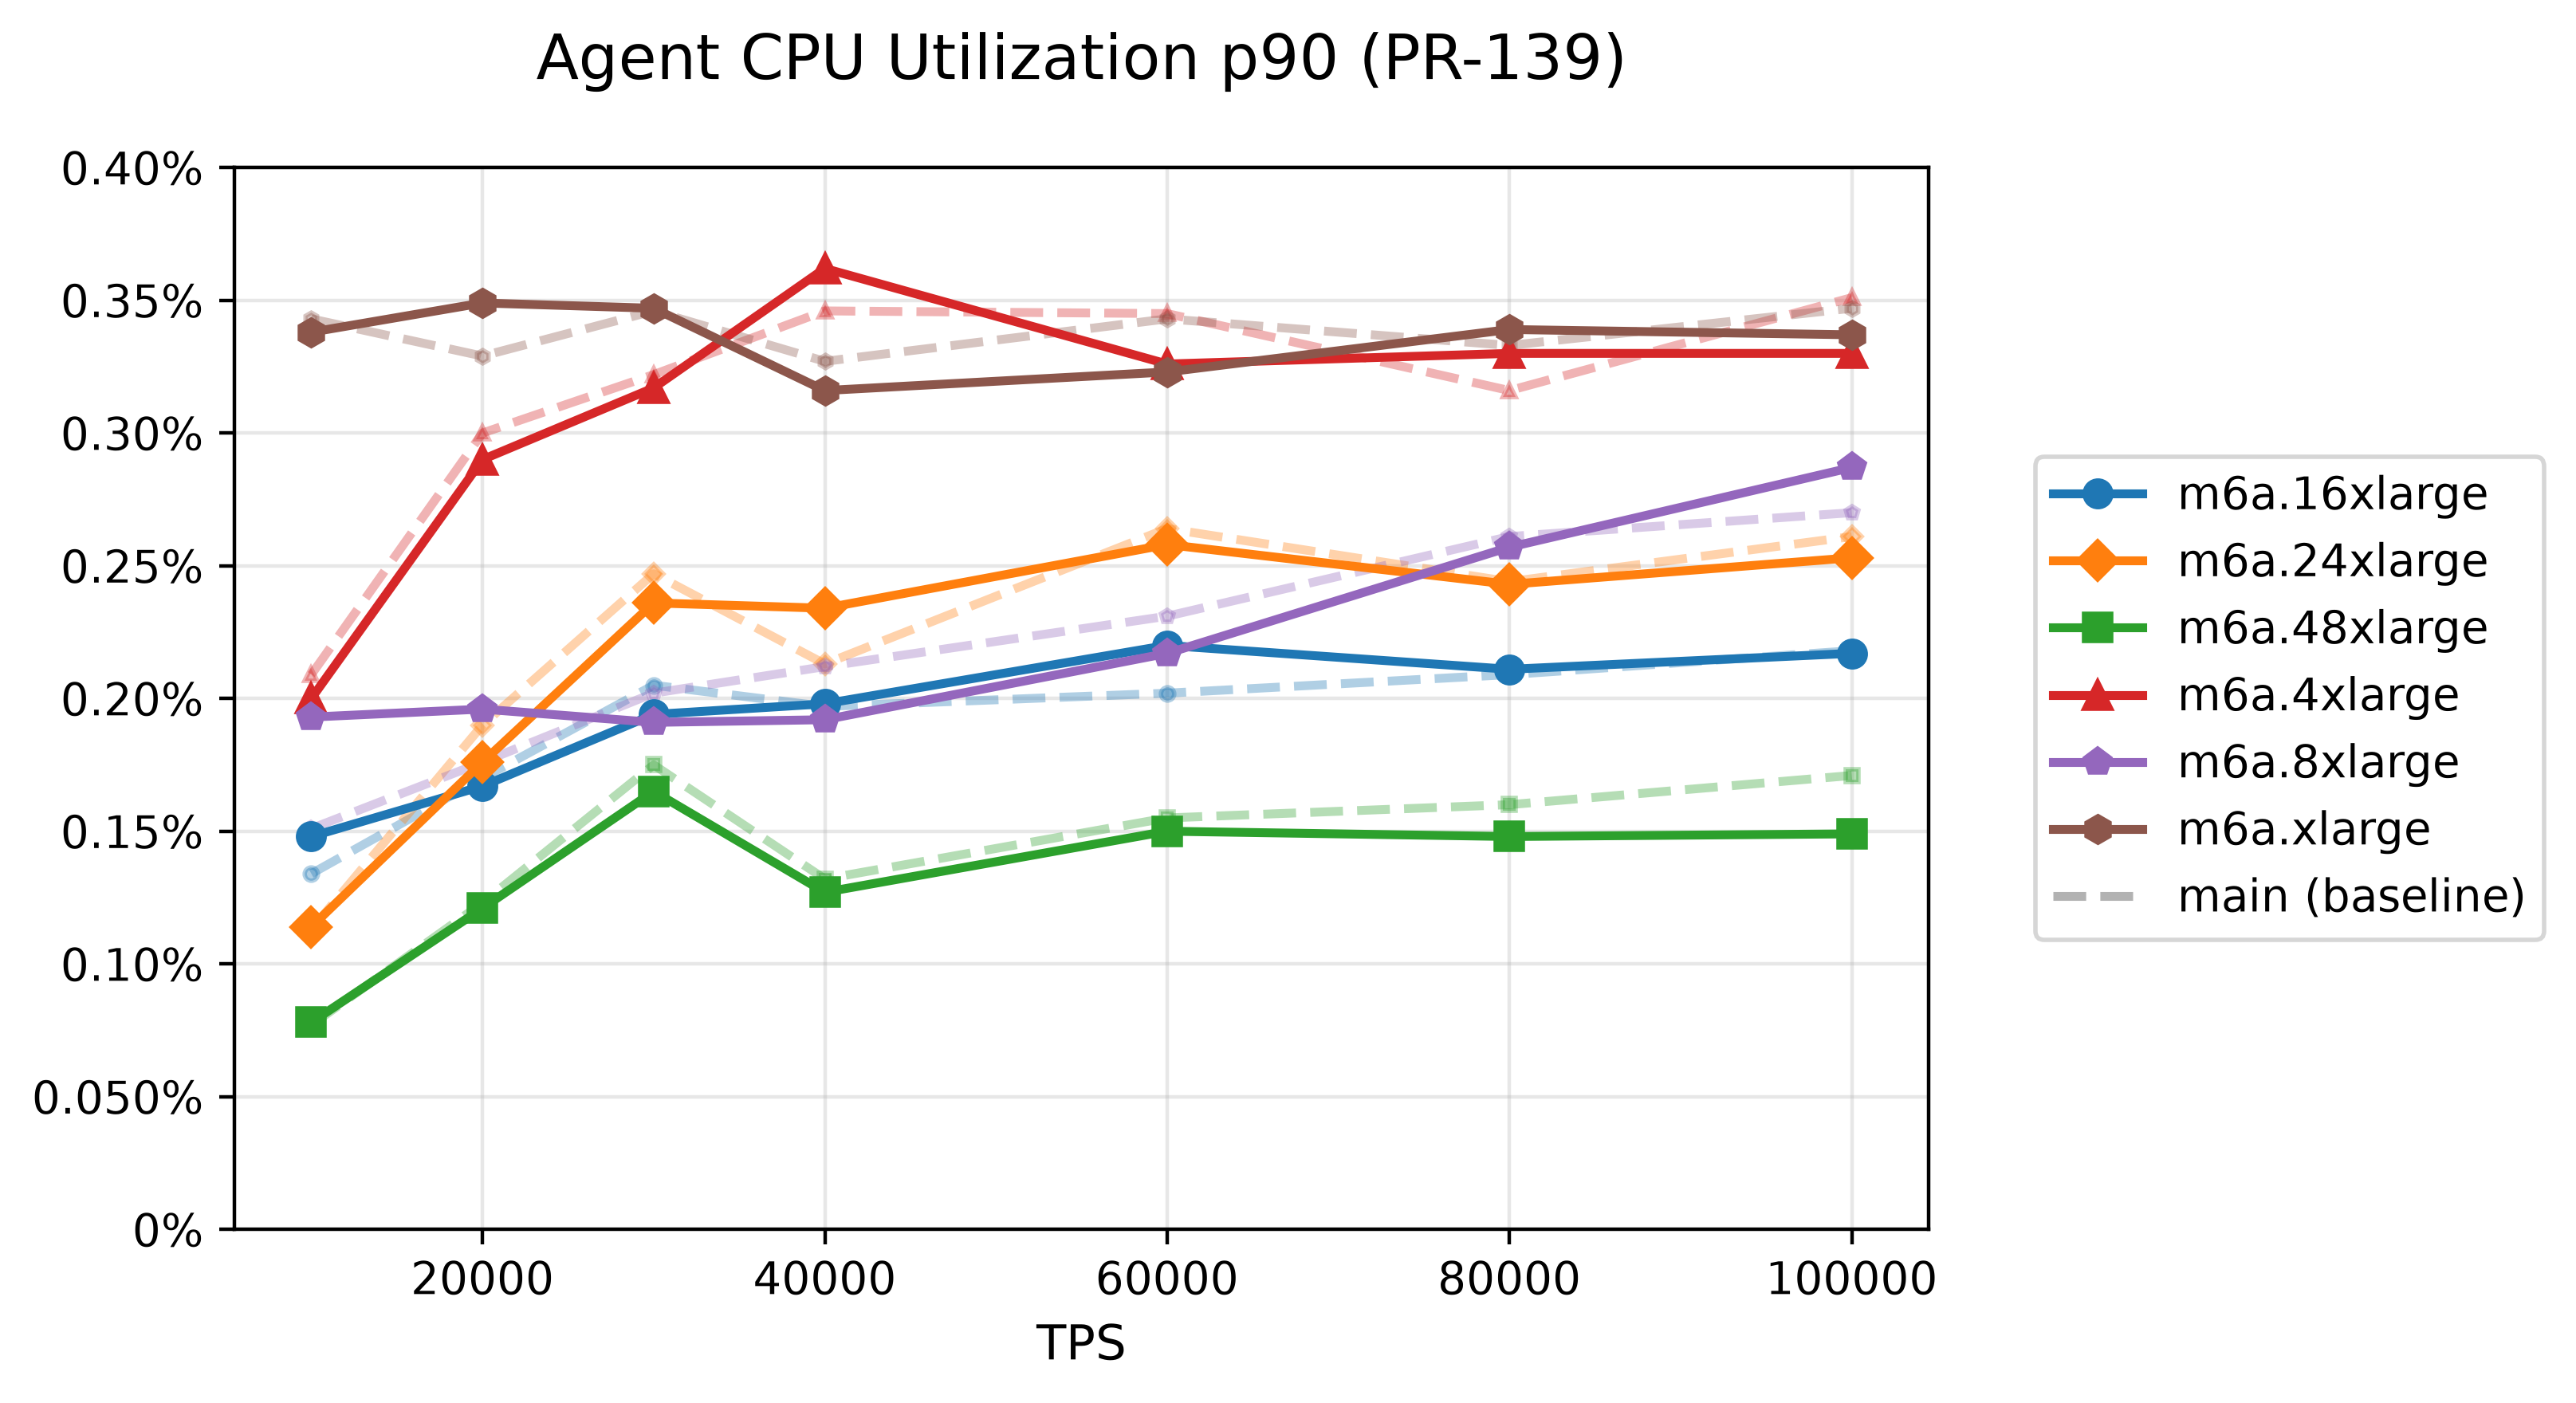 Agent CPU Utilization p90 (PR-139)
0.40%
0.35%
0.30%
0.25%
0.20%
0.15%
0.10%
0.050%
0%
20000 40000 60000 80000 100000
TPS
m6a.16xlarge
m6a.24xlarge
m6a.48xlarge
m6a.4xlarge
m6a.8xlarge
m6a.xlarge
main (baseline)